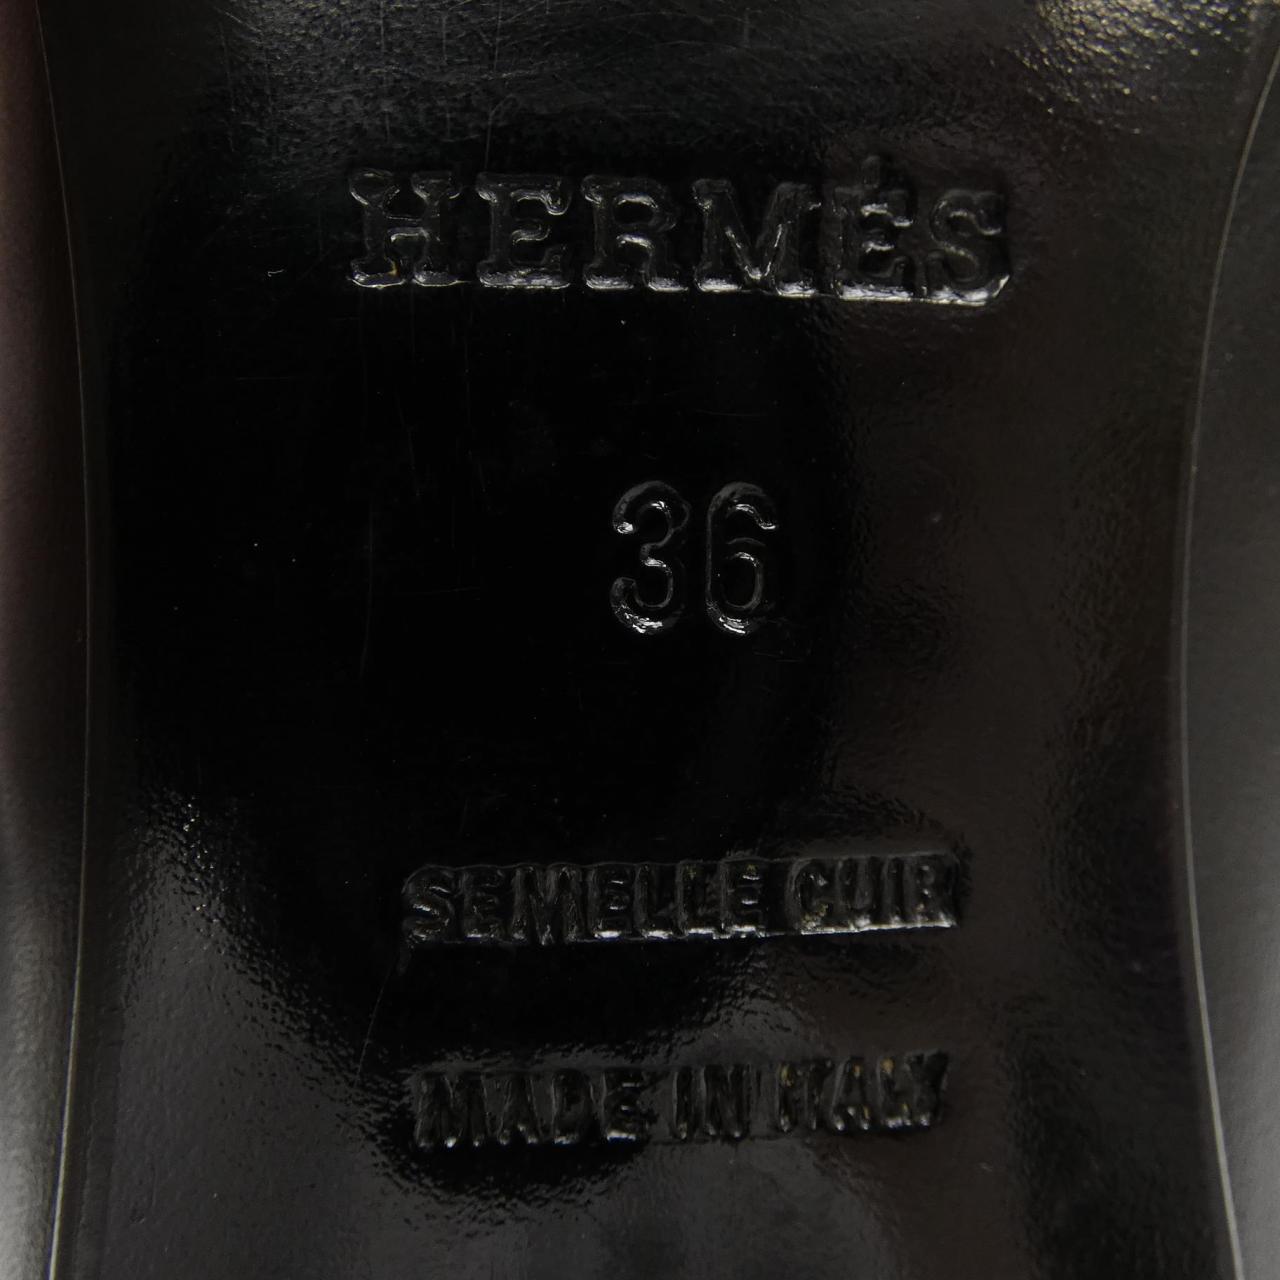 HERMÈS
36
SEMELLE CUIR
MADE IN ITALY